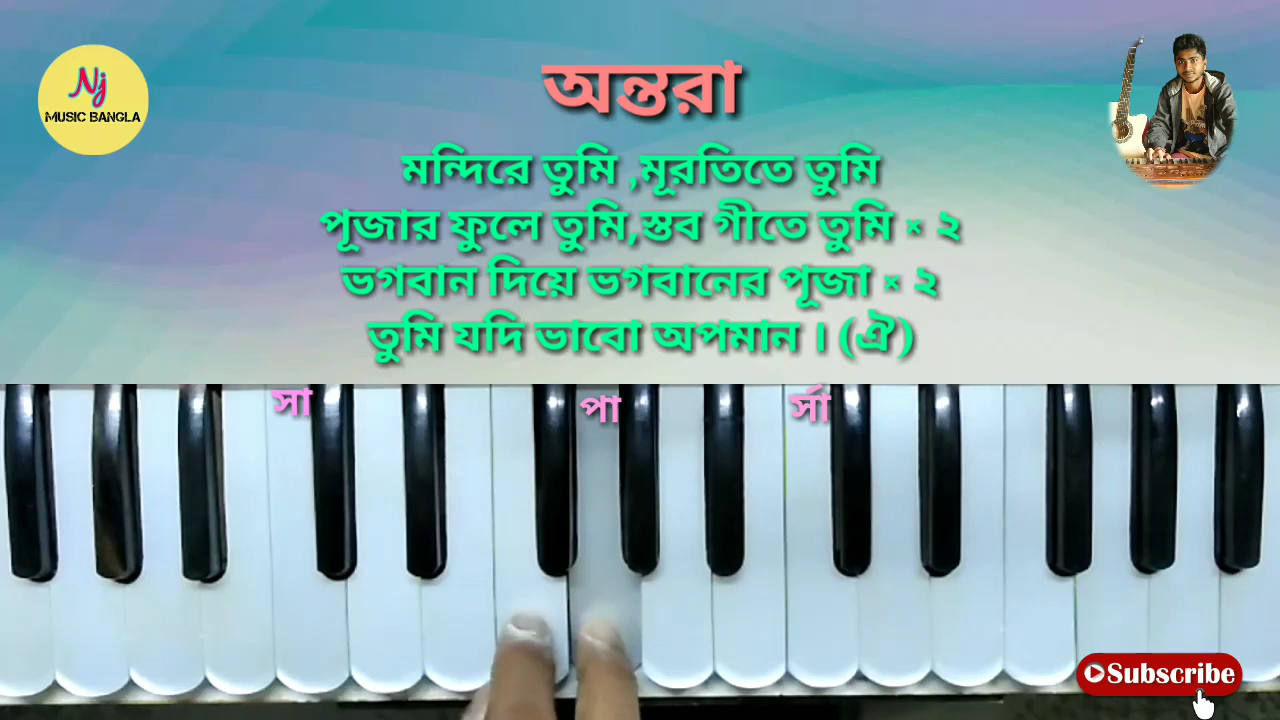 Nj
MUSIC BANGLA
অন্তরা
মন্দিরে তুমি ,মূরতিতে তুমি
পূজার ফুলে তুমি,স্তব গীতে তুমি × ২
ভগবান দিয়ে ভগবানের পূজা × ২
তুমি যদি ভাবো অপমান । (ঐ)
সা
পা
র্সা
Subscribe